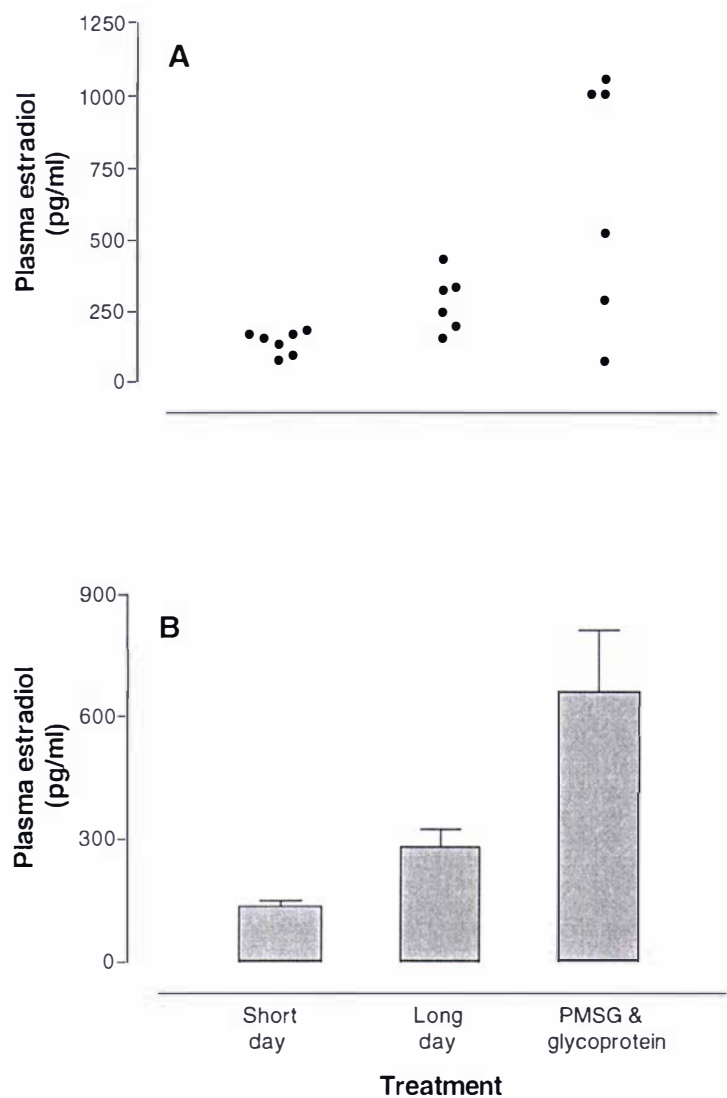 A
Plasma estradiol
(pg/ml)
1250
1000
750
500
250
0
B
Plasma estradiol
(pg/ml)
900
600
300
0
Short
day
Long
day
PMSG &
glycoprotein
Treatment